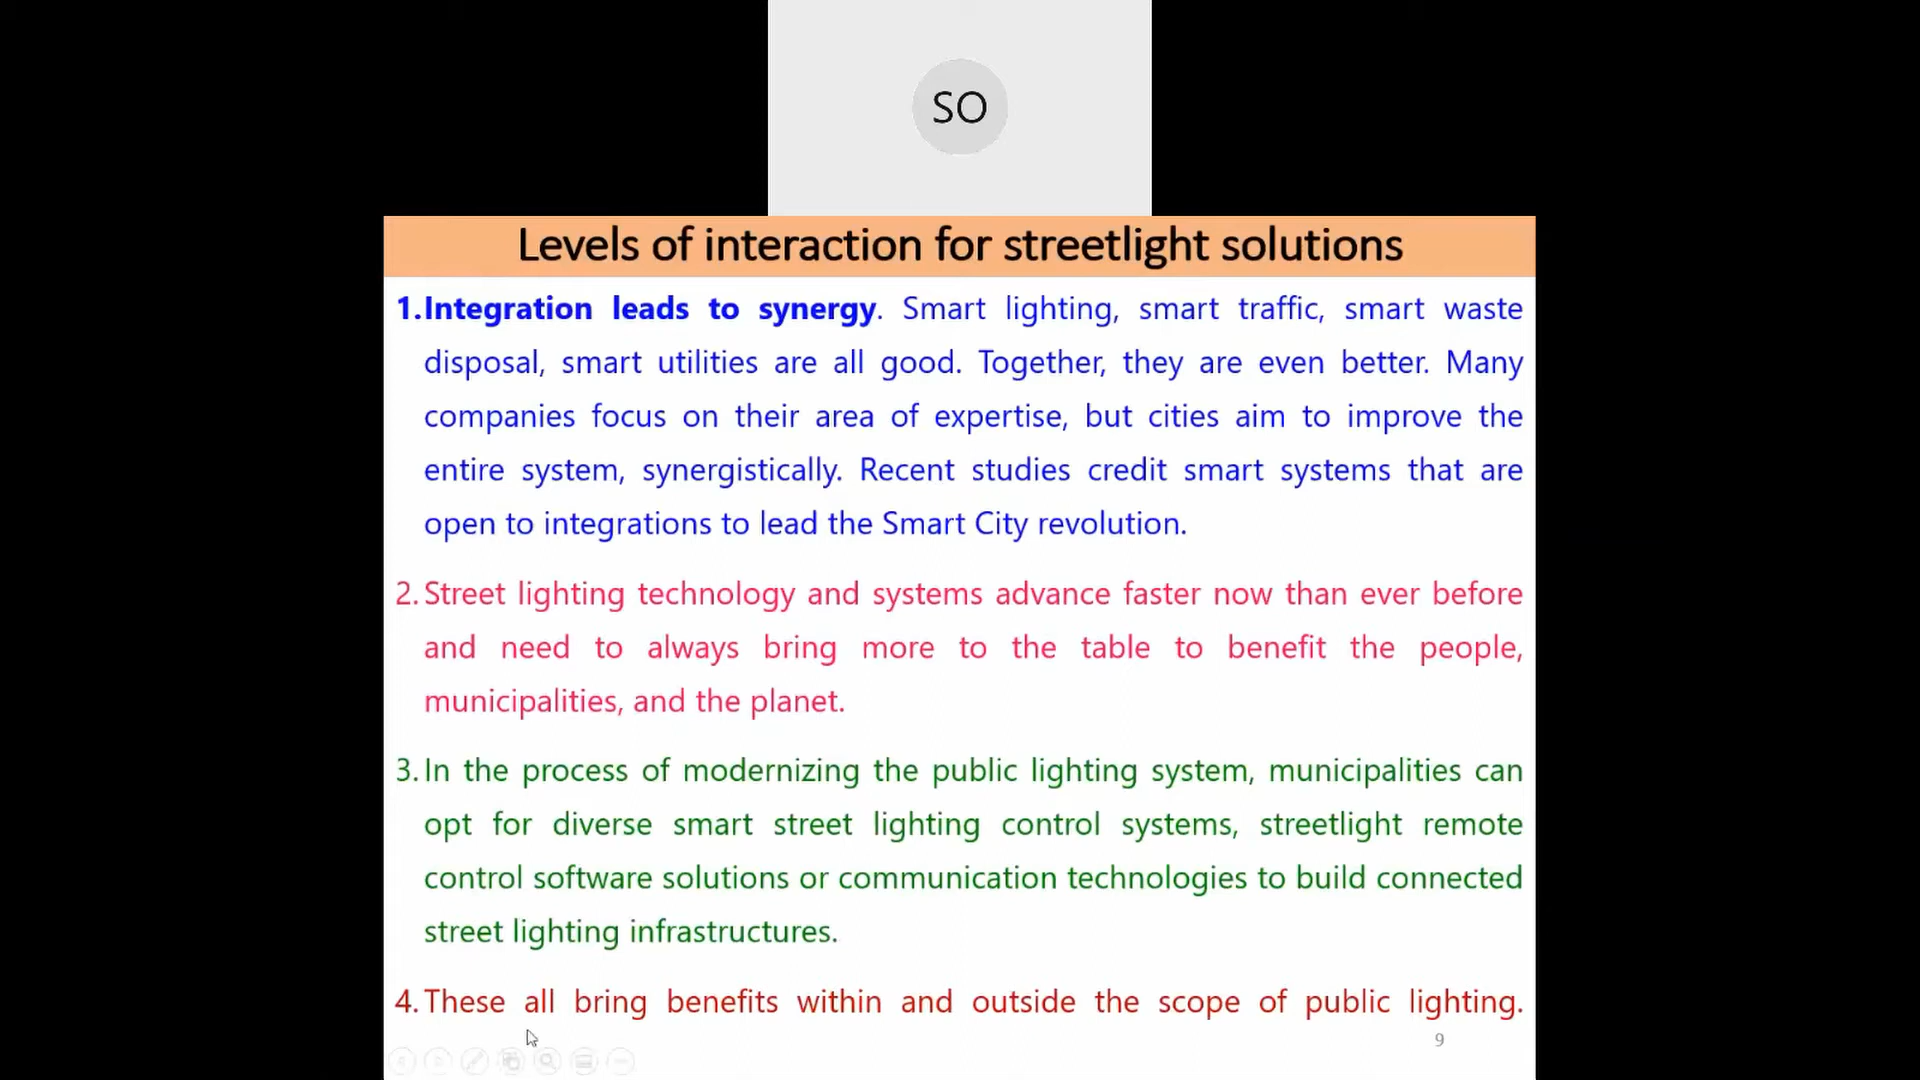 SO
Levels of interaction for streetlight solutions
1.Integration leads to synergy. Smart lighting, smart traffic, smart waste
disposal, smart utilities are all good. Together, they are even better. Many
companies focus on their area of expertise, but cities aim to improve the
entire system, synergistically. Recent studies credit smart systems that are
open to integrations to lead the Smart City revolution.
2. Street lighting technology and systems advance faster now than ever before
and need to always bring more to the table to benefit the people,
municipalities, and the planet.
3. In the process of modernizing the public lighting system, municipalities can
opt for diverse smart street lighting control systems, streetlight remote
control software solutions or communication technologies to build connected
street lighting infrastructures.
4. These all bring benefits within and outside the scope of public lighting.
9